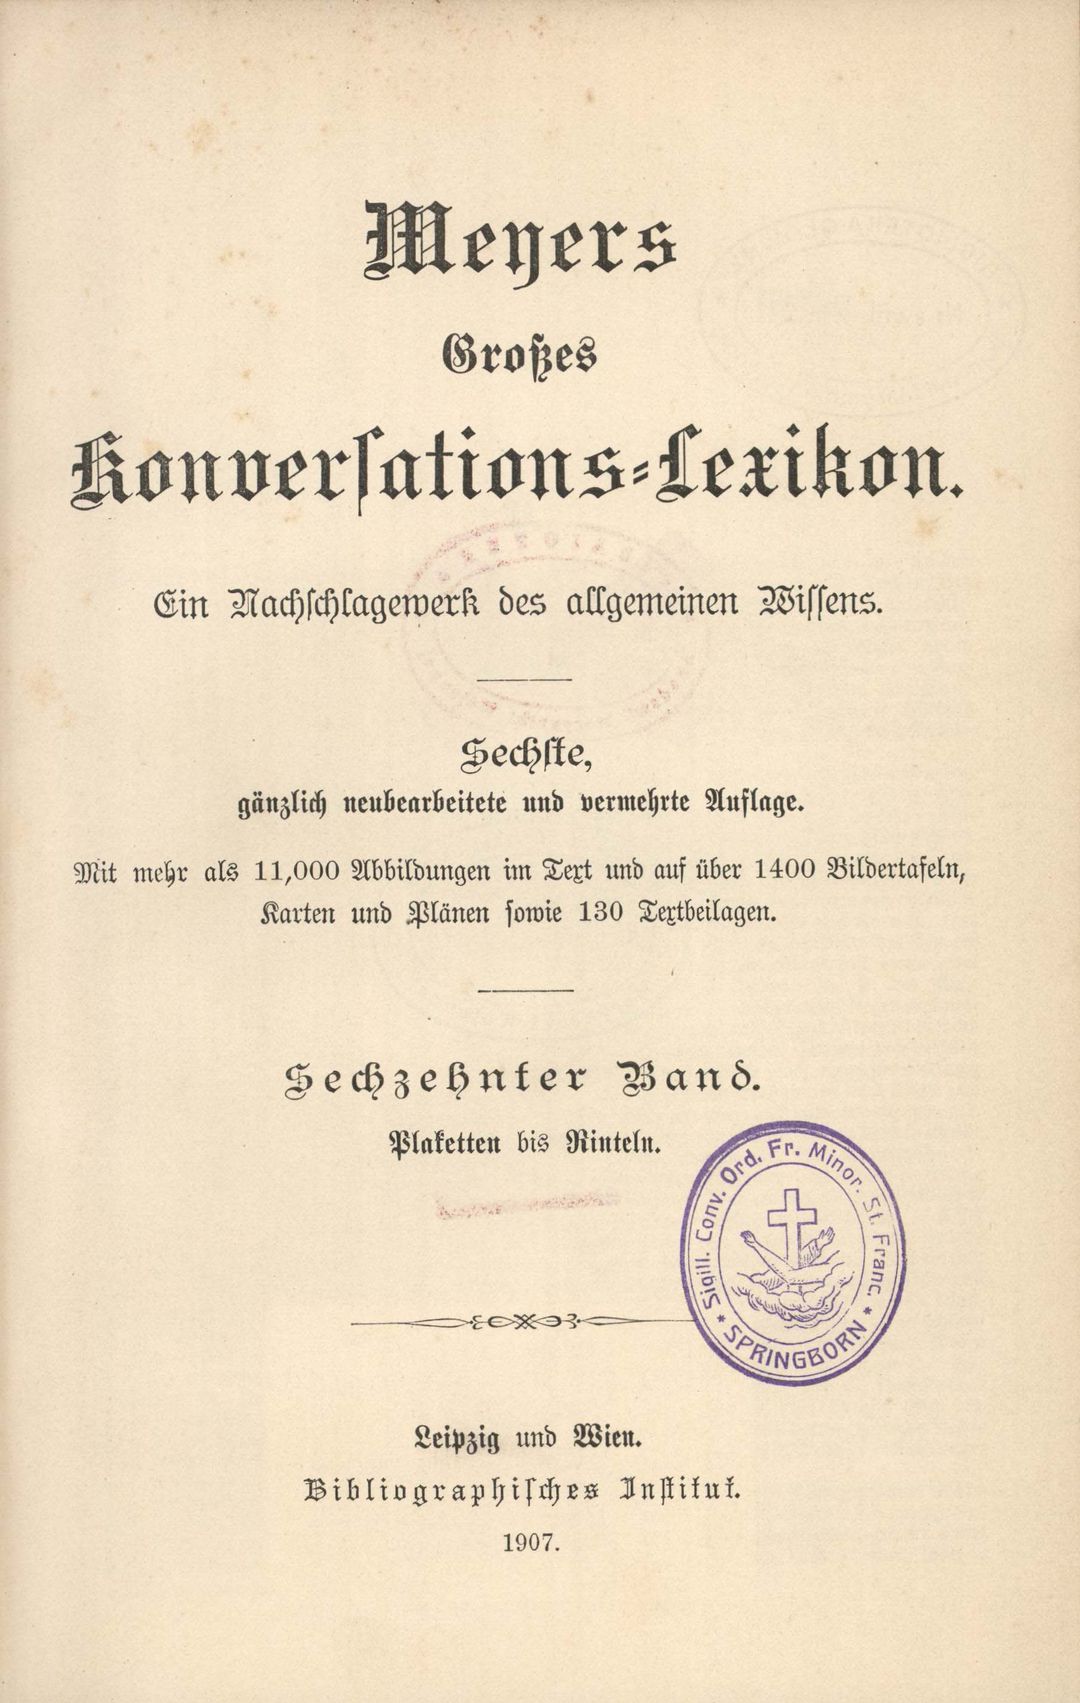 Meyers
Großes
Konversations=Lexikon.
Ein Nachschlagewerk des allgemeinen Wissens.
Sechste,
gänzlich neubearbeitete und vermehrte Auflage.
Mit mehr als 11,000 Abbildungen im Text und auf über 1400 Bildertafeln,
Karten und Plänen sowie 130 Textbeilagen.
Sechzehnter Band.
Plaketten bis Rinteln.
Sigill. Conv. Ord. Fr. Minor. St. Franc.
* SPRINGBORN *
Leipzig und Wien.
Bibliographisches Institut.
1907.